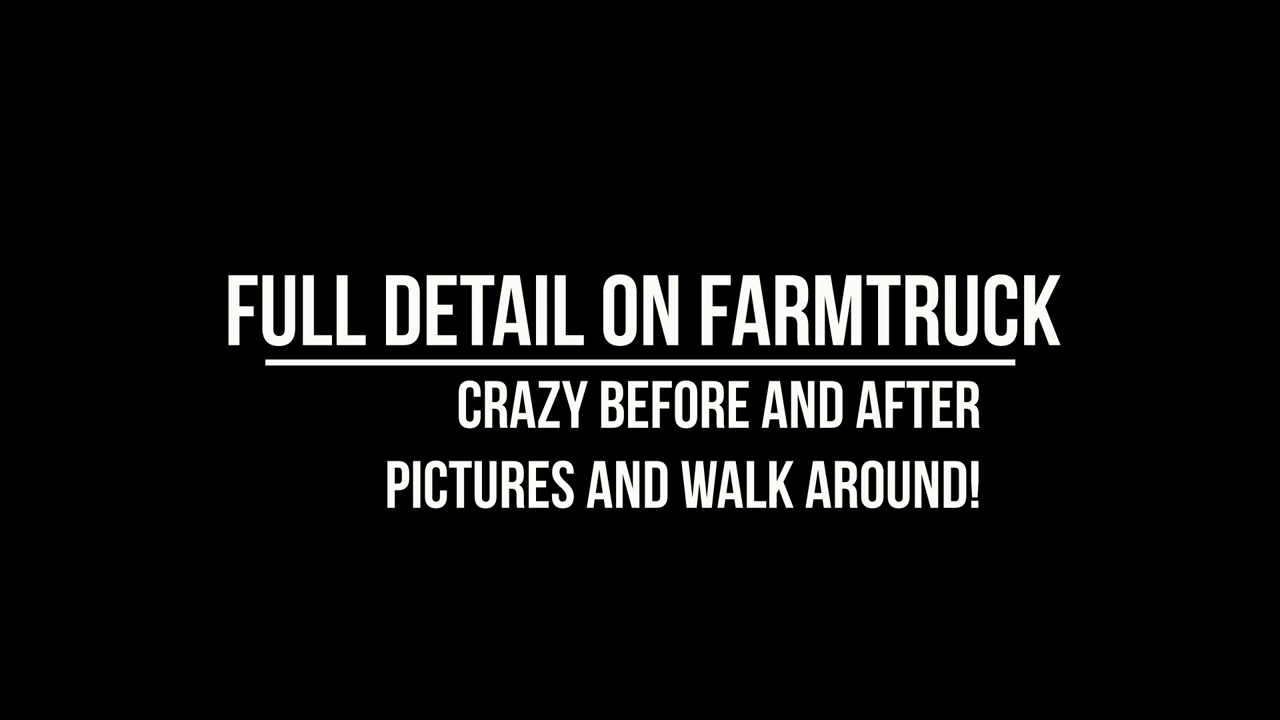 FULL DETAIL ON FARMTRUCK
CRAZY BEFORE AND AFTER
PICTURES AND WALK AROUND!